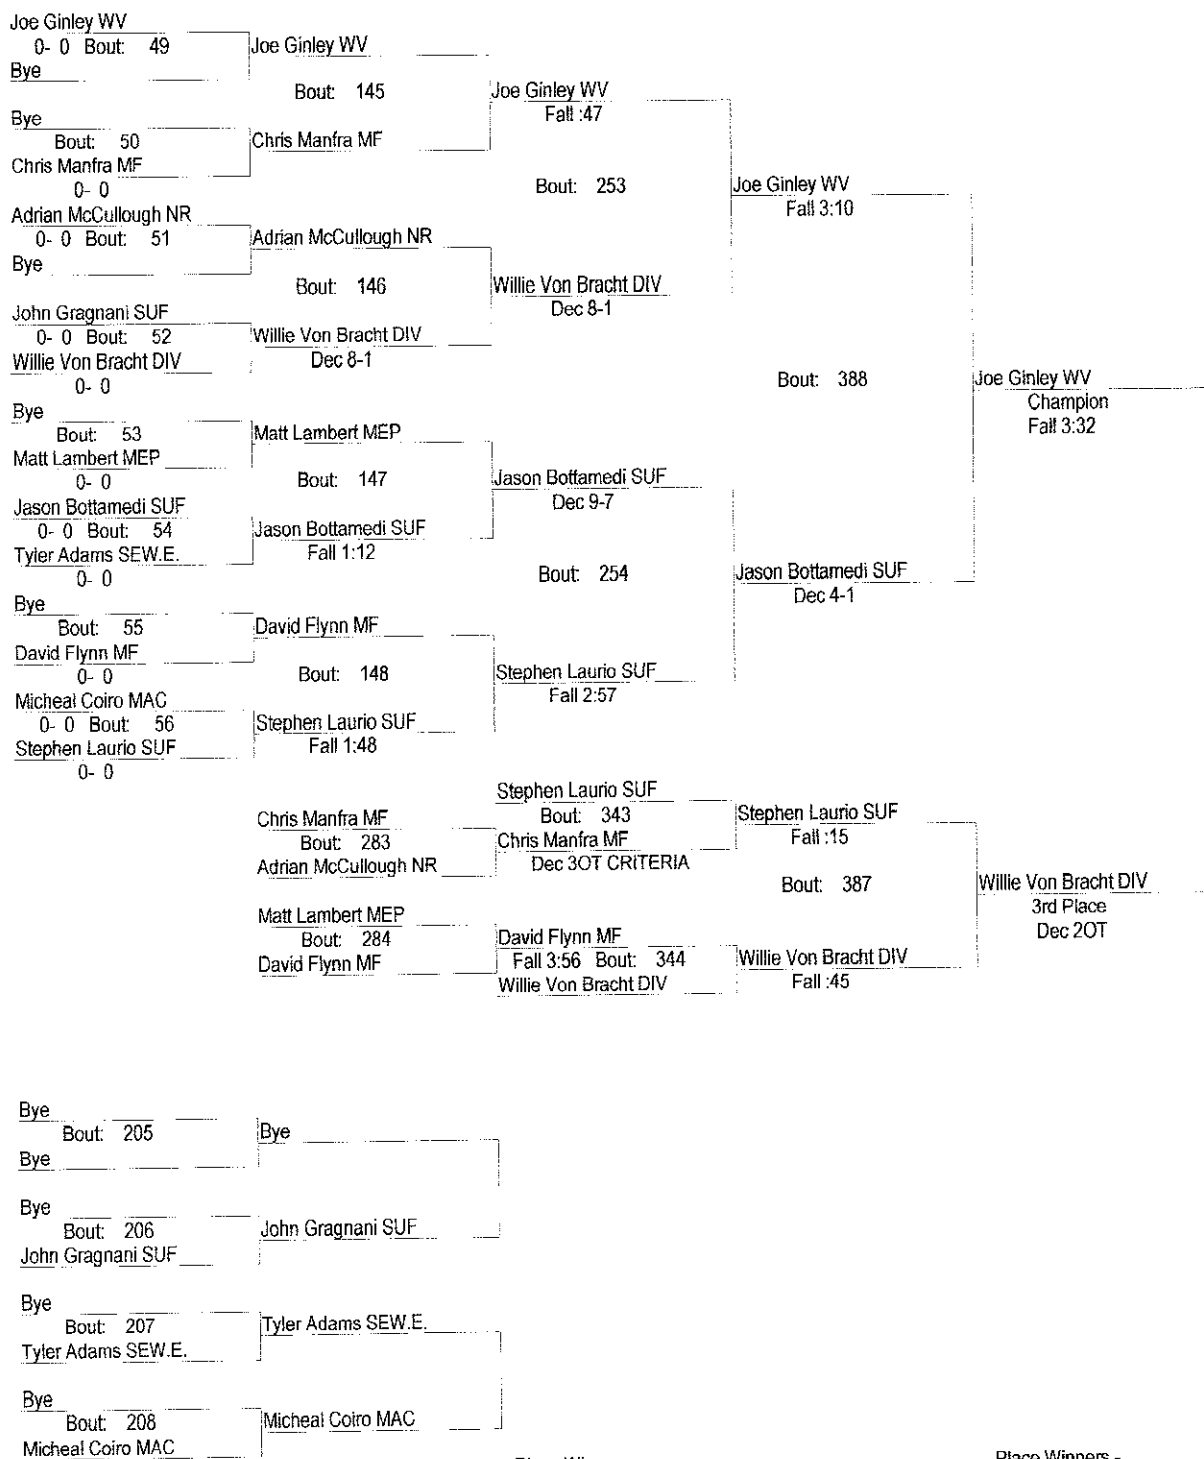 Joe Ginley WV
0- 0 Bout: 49
Bye
Joe Ginley WV
Bout: 145
Bye
Bout: 50
Chris Manfra MF
0- 0
Chris Manfra MF
Joe Ginley WV
Fall :47
Bout: 253
Adrian McCullough NR
0- 0 Bout: 51
Bye
Adrian McCullough NR
Bout: 146
John Gragnani SUF
0- 0 Bout: 52
Willie Von Bracht DIV
0- 0
Willie Von Bracht DIV
Dec 8-1
Willie Von Bracht DIV
Dec 8-1
Joe Ginley WV
Fall 3:10
Bout: 388
Joe Ginley WV
Champion
Fall 3:32
Bye
Bout: 53
Matt Lambert MEP
0- 0
Matt Lambert MEP
Bout: 147
Jason Bottamedi SUF
0- 0 Bout: 54
Tyler Adams SEW.E.
0- 0
Jason Bottamedi SUF
Fall 1:12
Jason Bottamedi SUF
Dec 9-7
Bout: 254
Jason Bottamedi SUF
Dec 4-1
Bye
Bout: 55
David Flynn MF
0- 0
David Flynn MF
Bout: 148
Micheal Coiro MAC
0- 0 Bout: 56
Stephen Laurio SUF
0- 0
Stephen Laurio SUF
Fall 1:48
Stephen Laurio SUF
Fall 2:57
Chris Manfra MF
Bout: 283
Adrian McCullough NR
Stephen Laurio SUF
Bout: 343
Chris Manfra MF
Dec 3OT CRITERIA
Stephen Laurio SUF
Fall :15
Bout: 387
Willie Von Bracht DIV
3rd Place
Dec 2OT
Matt Lambert MEP
Bout: 284
David Flynn MF
David Flynn MF
Fall 3:56 Bout: 344
Willie Von Bracht DIV
Willie Von Bracht DIV
Fall :45
Bye
Bout: 205
Bye
Bye
Bye
Bout: 206
John Gragnani SUF
John Gragnani SUF
Bye
Bout: 207
Tyler Adams SEW.E.
Tyler Adams SEW.E.
Bye
Bout: 208
Micheal Coiro MAC
Micheal Coiro MAC
Place Winners -